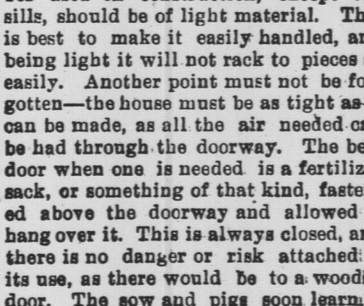 sills, should be of light material. Th
is best to make it easily handled, a
being light it will not rack to pieces
easily. Another point must not be fo
gotten—the house must be as tight as
can be made, as all the air needed c
be had through the doorway. The be
door when one is needed is a fertiliz
sack, or something of that kind, faste
ed above the doorway and allowed
hang over it. This is always closed, a
there is no danger or risk attached
its use, as there would be to a wood
door. The sow and pigs soon learn